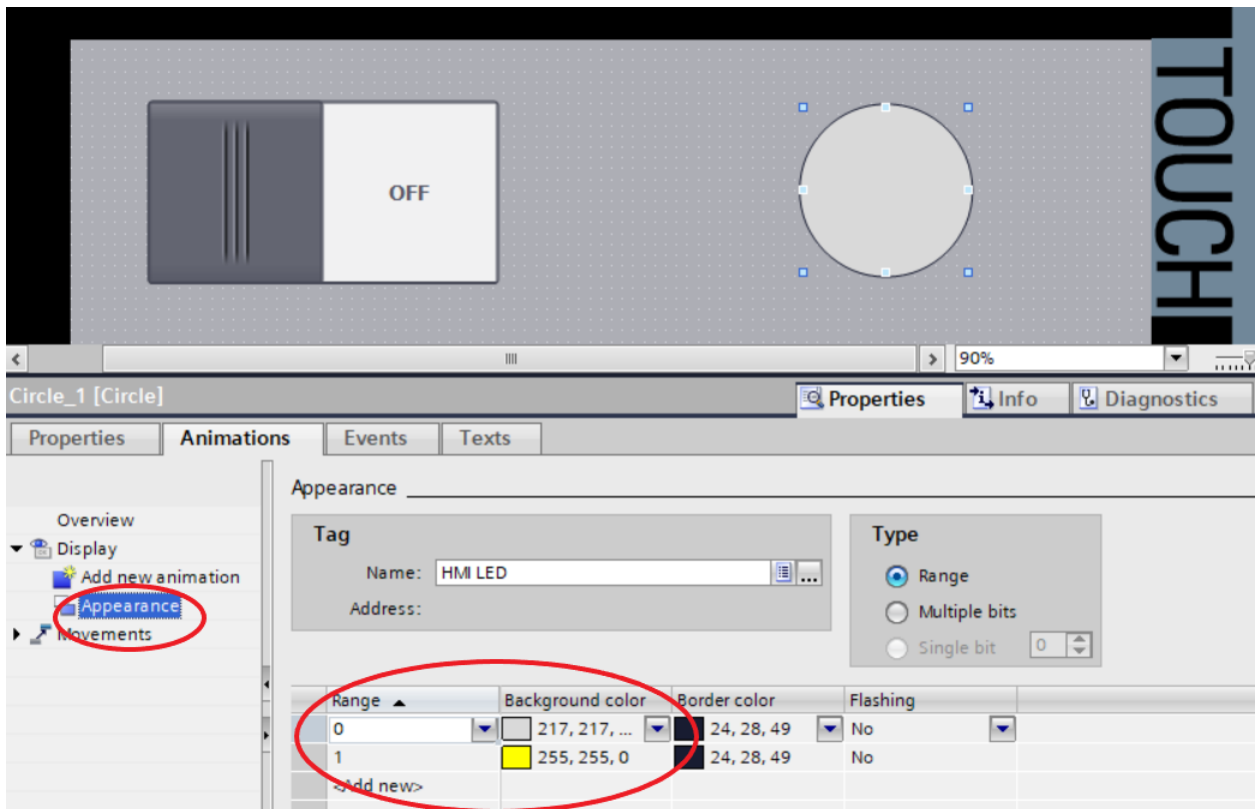 TOUCH
OFF
90%
Circle_1 [Circle]
Properties
Info
Diagnostics
Properties
Animations
Events
Texts
Overview
Display
Add new animation
Appearance
Movements
Appearance
Tag
Name: HMI LED
Address:
Type
Range
Multiple bits
Single bit 0
Range Background color Border color Flashing
0 217, 217, ... 24, 28, 49 No
1 255, 255, 0 24, 28, 49 No
<Add new>